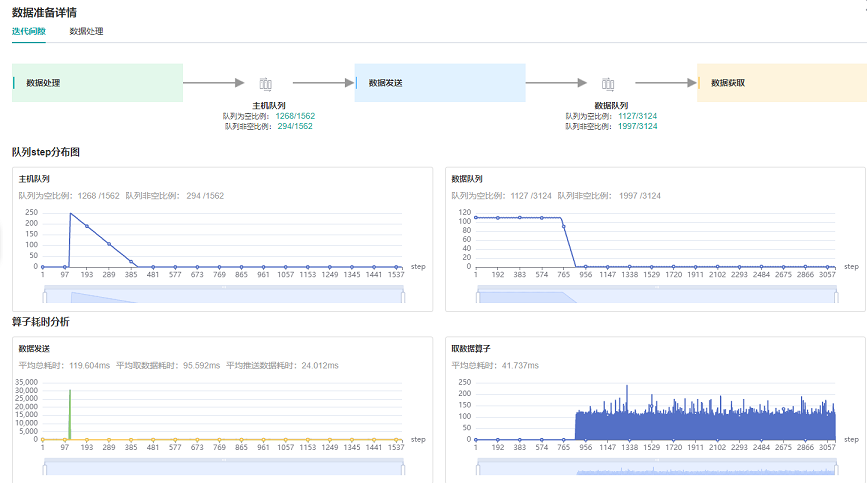 数据准备详情
迭代间隙 数据处理
数据处理 数据发送 数据获取
主机队列 数据队列
队列为空比例： 1268/1562 队列为空比例： 1127/3124
队列非空比例： 294/1562 队列非空比例： 1997/3124
队列step分布图
主机队列
队列为空比例：1268 /1562 队列非空比例： 294 /1562
250
200
150
100
50
0
1 97 193 289 385 481 577 673 769 865 961 1057 1153 1249 1345 1441 1537
step
数据队列
队列为空比例：1127 /3124 队列非空比例： 1997 /3124
120
100
80
60
40
20
0
1 192 383 574 765 956 1147 1338 1529 1720 1911 2102 2293 2484 2675 2866 3057
step
算子耗时分析
数据发送
平均总耗时：119.604ms 平均取数据耗时：95.592ms 平均推送数据耗时：24.012ms
35,000
30,000
25,000
20,000
15,000
10,000
5,000
0
1 97 193 289 385 481 577 673 769 865 961 1057 1153 1249 1345 1441 1537
step
取数据算子
平均总耗时：41.737ms
250
200
150
100
50
0
1 192 383 574 765 956 1147 1338 1529 1720 1911 2102 2293 2484 2675 2866 3057
step